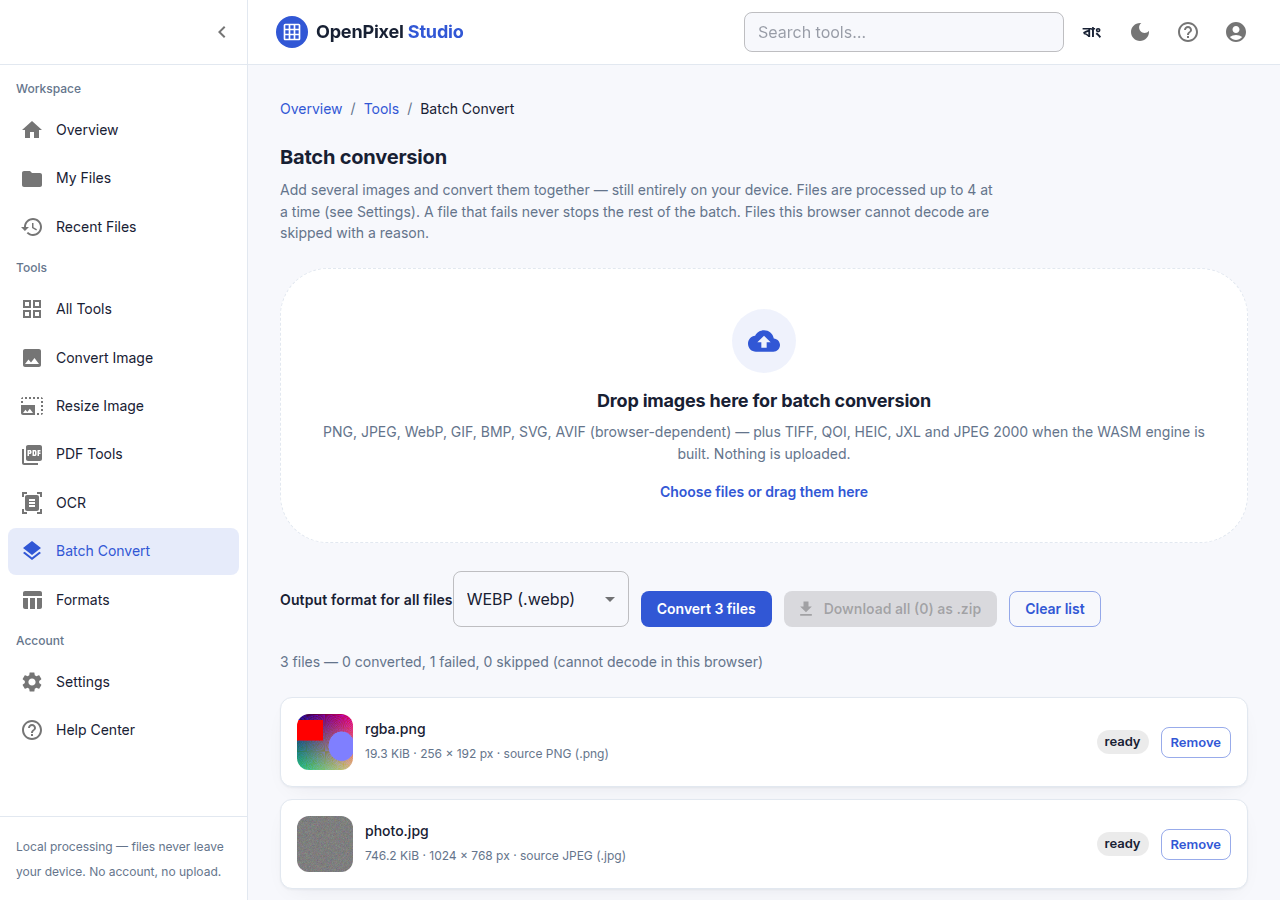 OpenPixel Studio
Search tools...
বাং
Workspace
Overview
My Files
Recent Files
Tools
All Tools
Convert Image
Resize Image
PDF Tools
OCR
Batch Convert
Formats
Account
Settings
Help Center
Local processing — files never leave
your device. No account, no upload.
Overview / Tools / Batch Convert
Batch conversion
Add several images and convert them together — still entirely on your device. Files are processed up to 4 at
a time (see Settings). A file that fails never stops the rest of the batch. Files this browser cannot decode are
skipped with a reason.
Drop images here for batch conversion
PNG, JPEG, WebP, GIF, BMP, SVG, AVIF (browser-dependent) — plus TIFF, QOI, HEIC, JXL and JPEG 2000 when the WASM engine is
built. Nothing is uploaded.
Choose files or drag them here
Output format for all files WEBP (.webp) Convert 3 files Download all (0) as .zip Clear list
3 files — 0 converted, 1 failed, 0 skipped (cannot decode in this browser)
rgba.png
19.3 KiB · 256 × 192 px · source PNG (.png)
ready Remove
photo.jpg
746.2 KiB · 1024 × 768 px · source JPEG (.jpg)
ready Remove